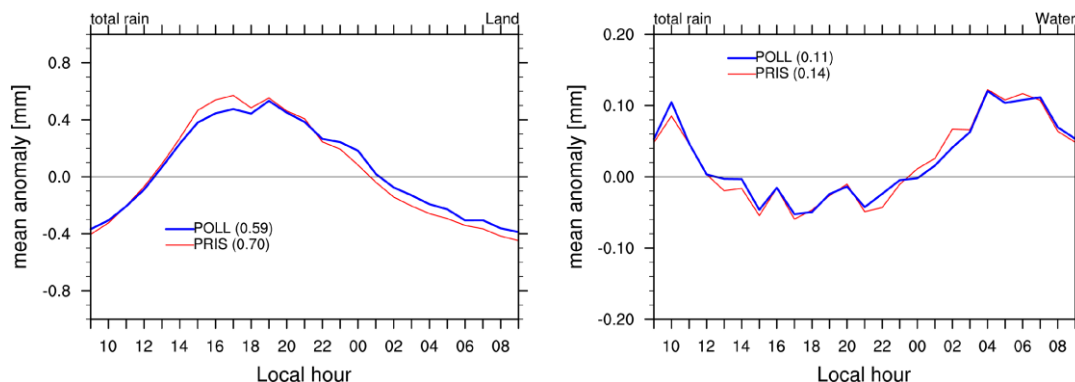 total rain Land
mean anomaly [mm]
0.8
0.4
0.0
-0.4
-0.8
POLL (0.59)
PRIS (0.70)
10 12 14 16 18 20 22 00 02 04 06 08
Local hour
total rain Water
mean anomaly [mm]
0.20
0.10
0.00
-0.10
-0.20
POLL (0.11)
PRIS (0.14)
10 12 14 16 18 20 22 00 02 04 06 08
Local hour